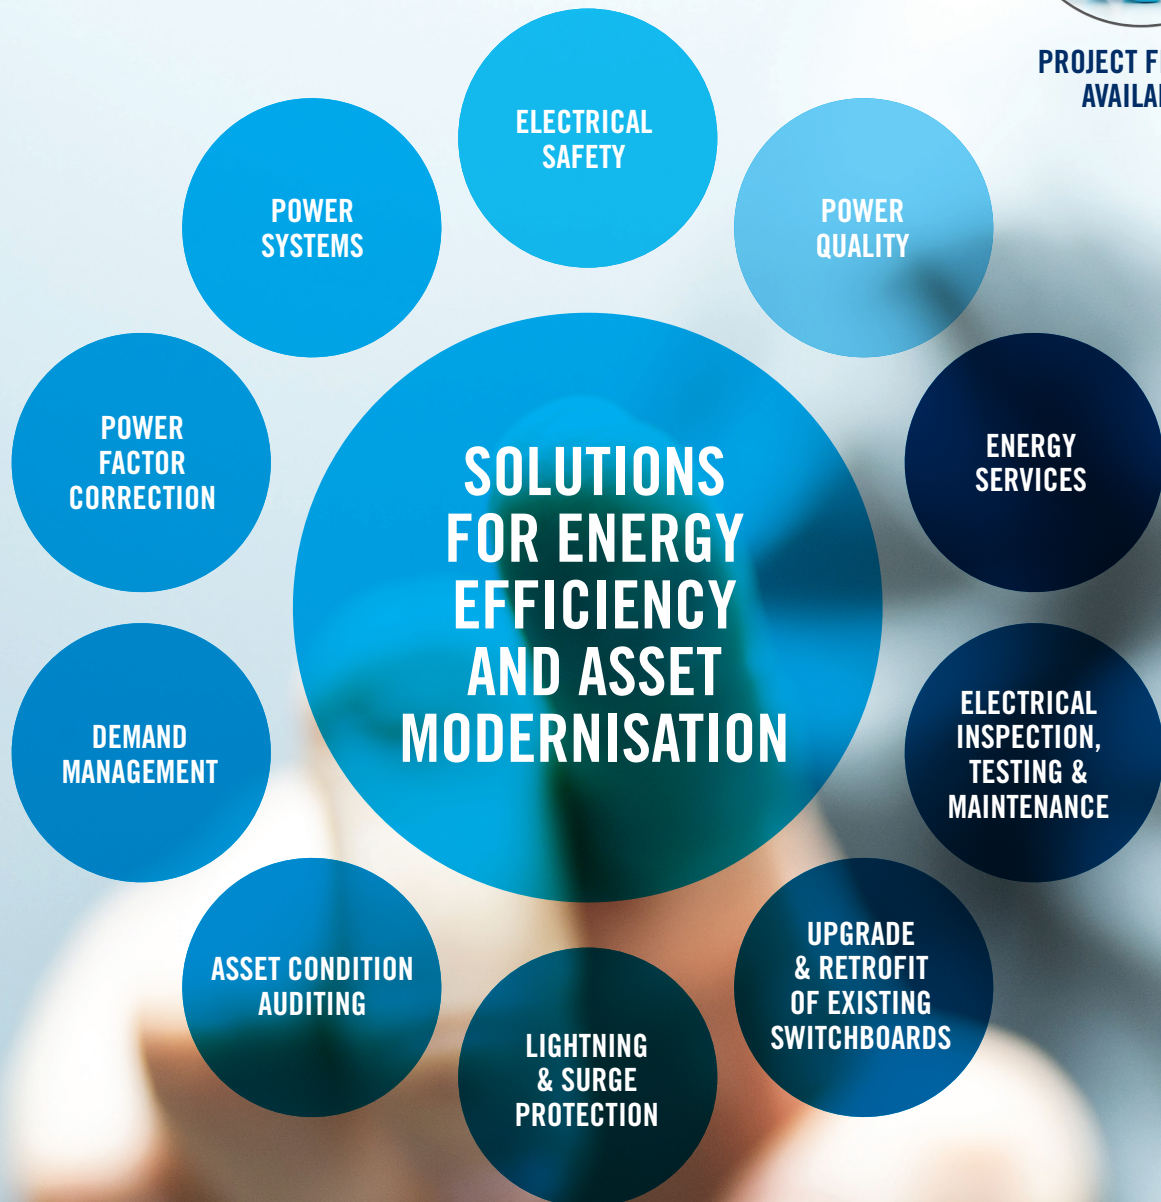 PROJECT
ELECTRICAL
SAFETY
POWER
QUALITY
ENERGY
SERVICES
ELECTRICAL
INSPECTION,
TESTING &
MAINTENANCE
UPGRADE
& RETROFIT
OF EXISTING
SWITCHBOARDS
LIGHTNING
& SURGE
PROTECTION
ASSET CONDITION
AUDITING
DEMAND
MANAGEMENT
POWER
FACTOR
CORRECTION
POWER
SYSTEMS
SOLUTIONS
FOR ENERGY
EFFICIENCY
AND ASSET
MODERNISATION